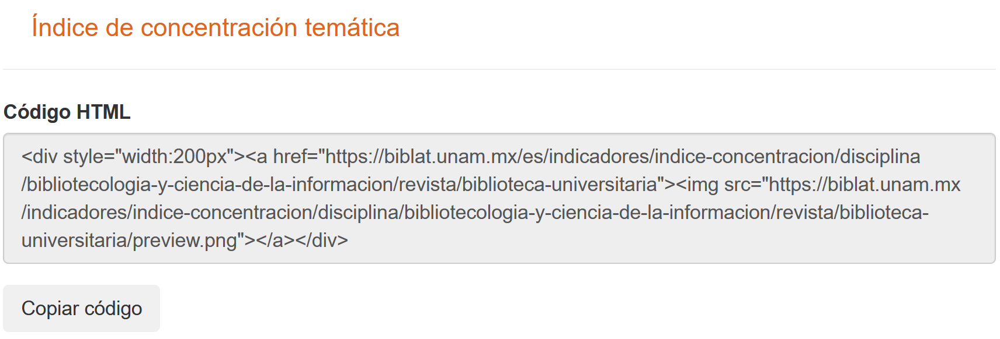 Índice de concentración temática
Código HTML
<div style="width:200px"><a href="https://biblat.unam.mx/es/indicadores/indice-concentracion/disciplina
/bibliotecologia-y-ciencia-de-la-informacion/revista/biblioteca-universitaria"><img src="https://biblat.unam.mx
/indicadores/indice-concentracion/disciplina/bibliotecologia-y-ciencia-de-la-informacion/revista/biblioteca-
universitaria/preview.png"></a></div>
Copiar código